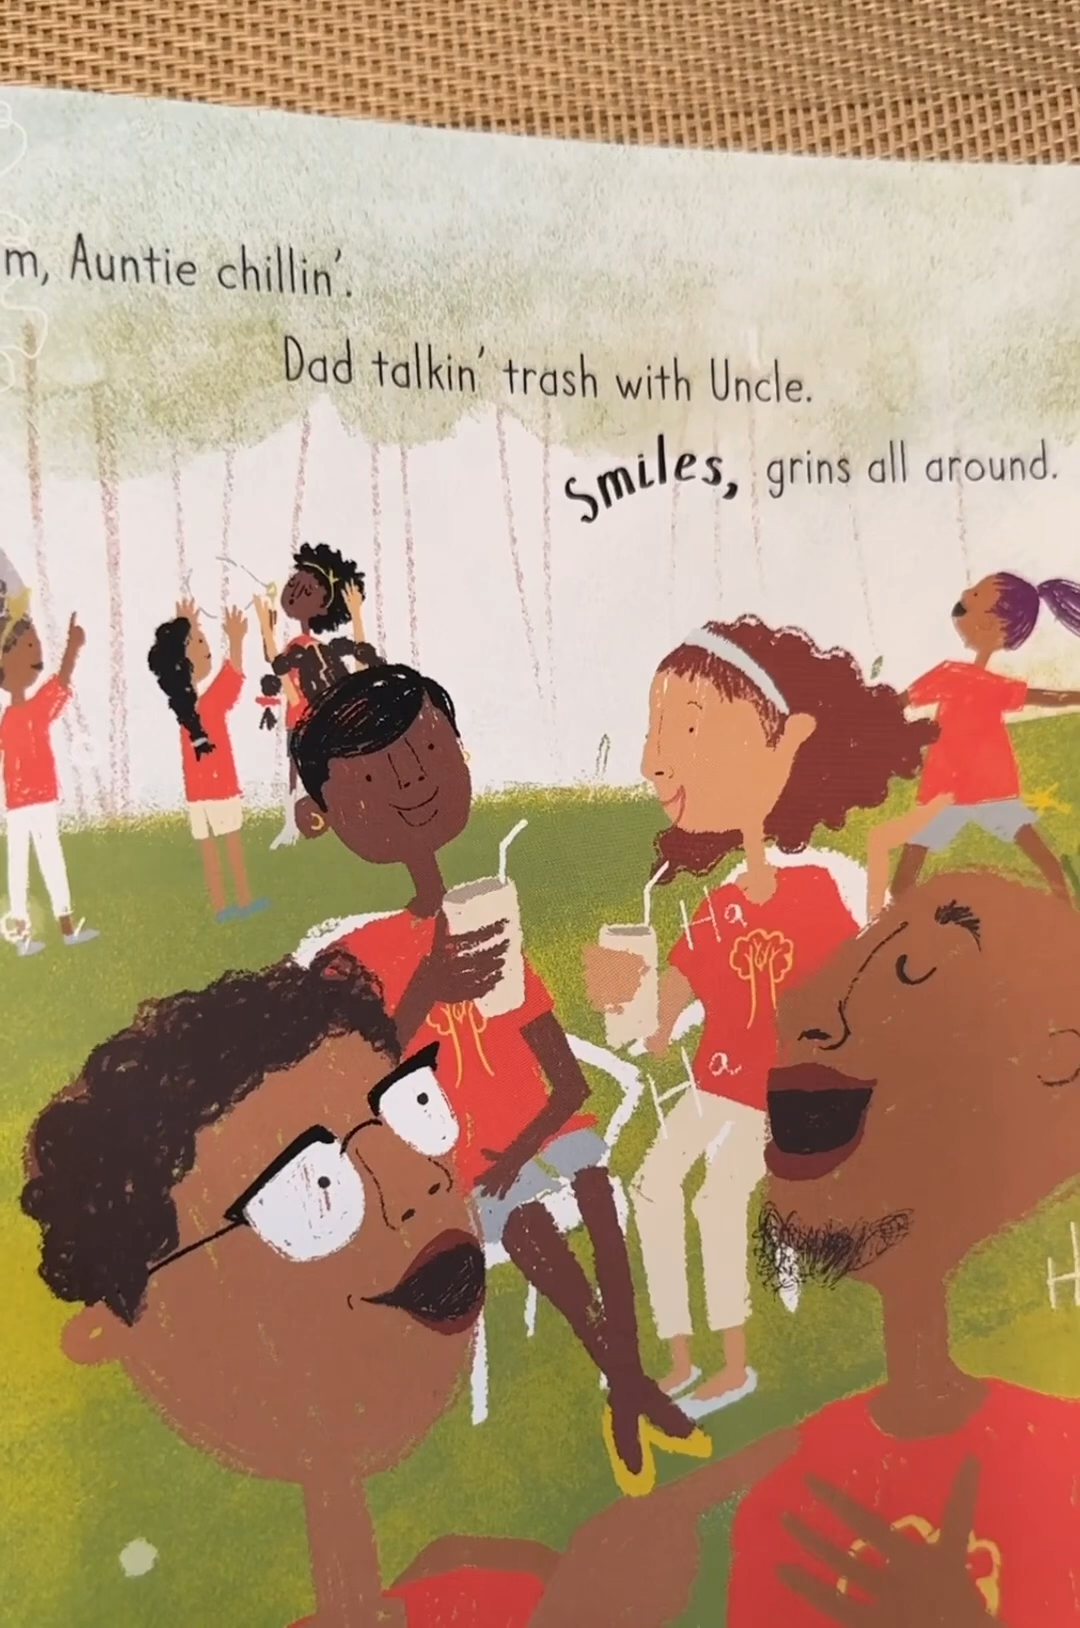 m, Auntie chillin'.
Dad talkin' trash with Uncle.
Smiles, grins all around.
Ha
Ha
H